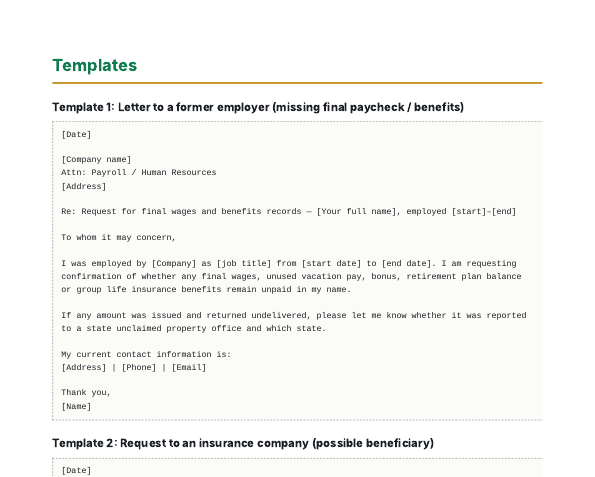 Templates
Template 1: Letter to a former employer (missing final paycheck / benefits)
[Date]
[Company name]
Attn: Payroll / Human Resources
[Address]
Re: Request for final wages and benefits records — [Your full name], employed [start]–[end]
To whom it may concern,
I was employed by [Company] as [job title] from [start date] to [end date]. I am requesting
confirmation of whether any final wages, unused vacation pay, bonus, retirement plan balance
or group life insurance benefits remain unpaid in my name.
If any amount was issued and returned undelivered, please let me know whether it was reported
to a state unclaimed property office and which state.
My current contact information is:
[Address] | [Phone] | [Email]
Thank you,
[Name]
Template 2: Request to an insurance company (possible beneficiary)
[Date]